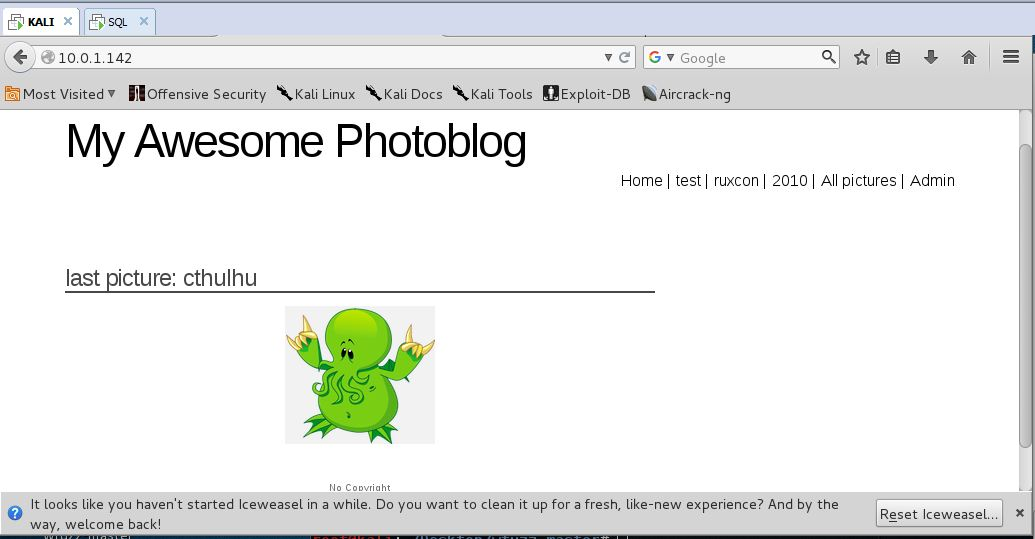 KALI
SQL
10.0.1.142
Google
Most Visited
Offensive Security
Kali Linux
Kali Docs
Kali Tools
Exploit-DB
Aircrack-ng
My Awesome Photoblog
Home | test | ruxcon | 2010 | All pictures | Admin
last picture: cthulhu
No Copyright
It looks like you haven't started Iceweasel in a while. Do you want to clean it up for a fresh, like-new experience? And by the
way, welcome back!
Reset Iceweasel...